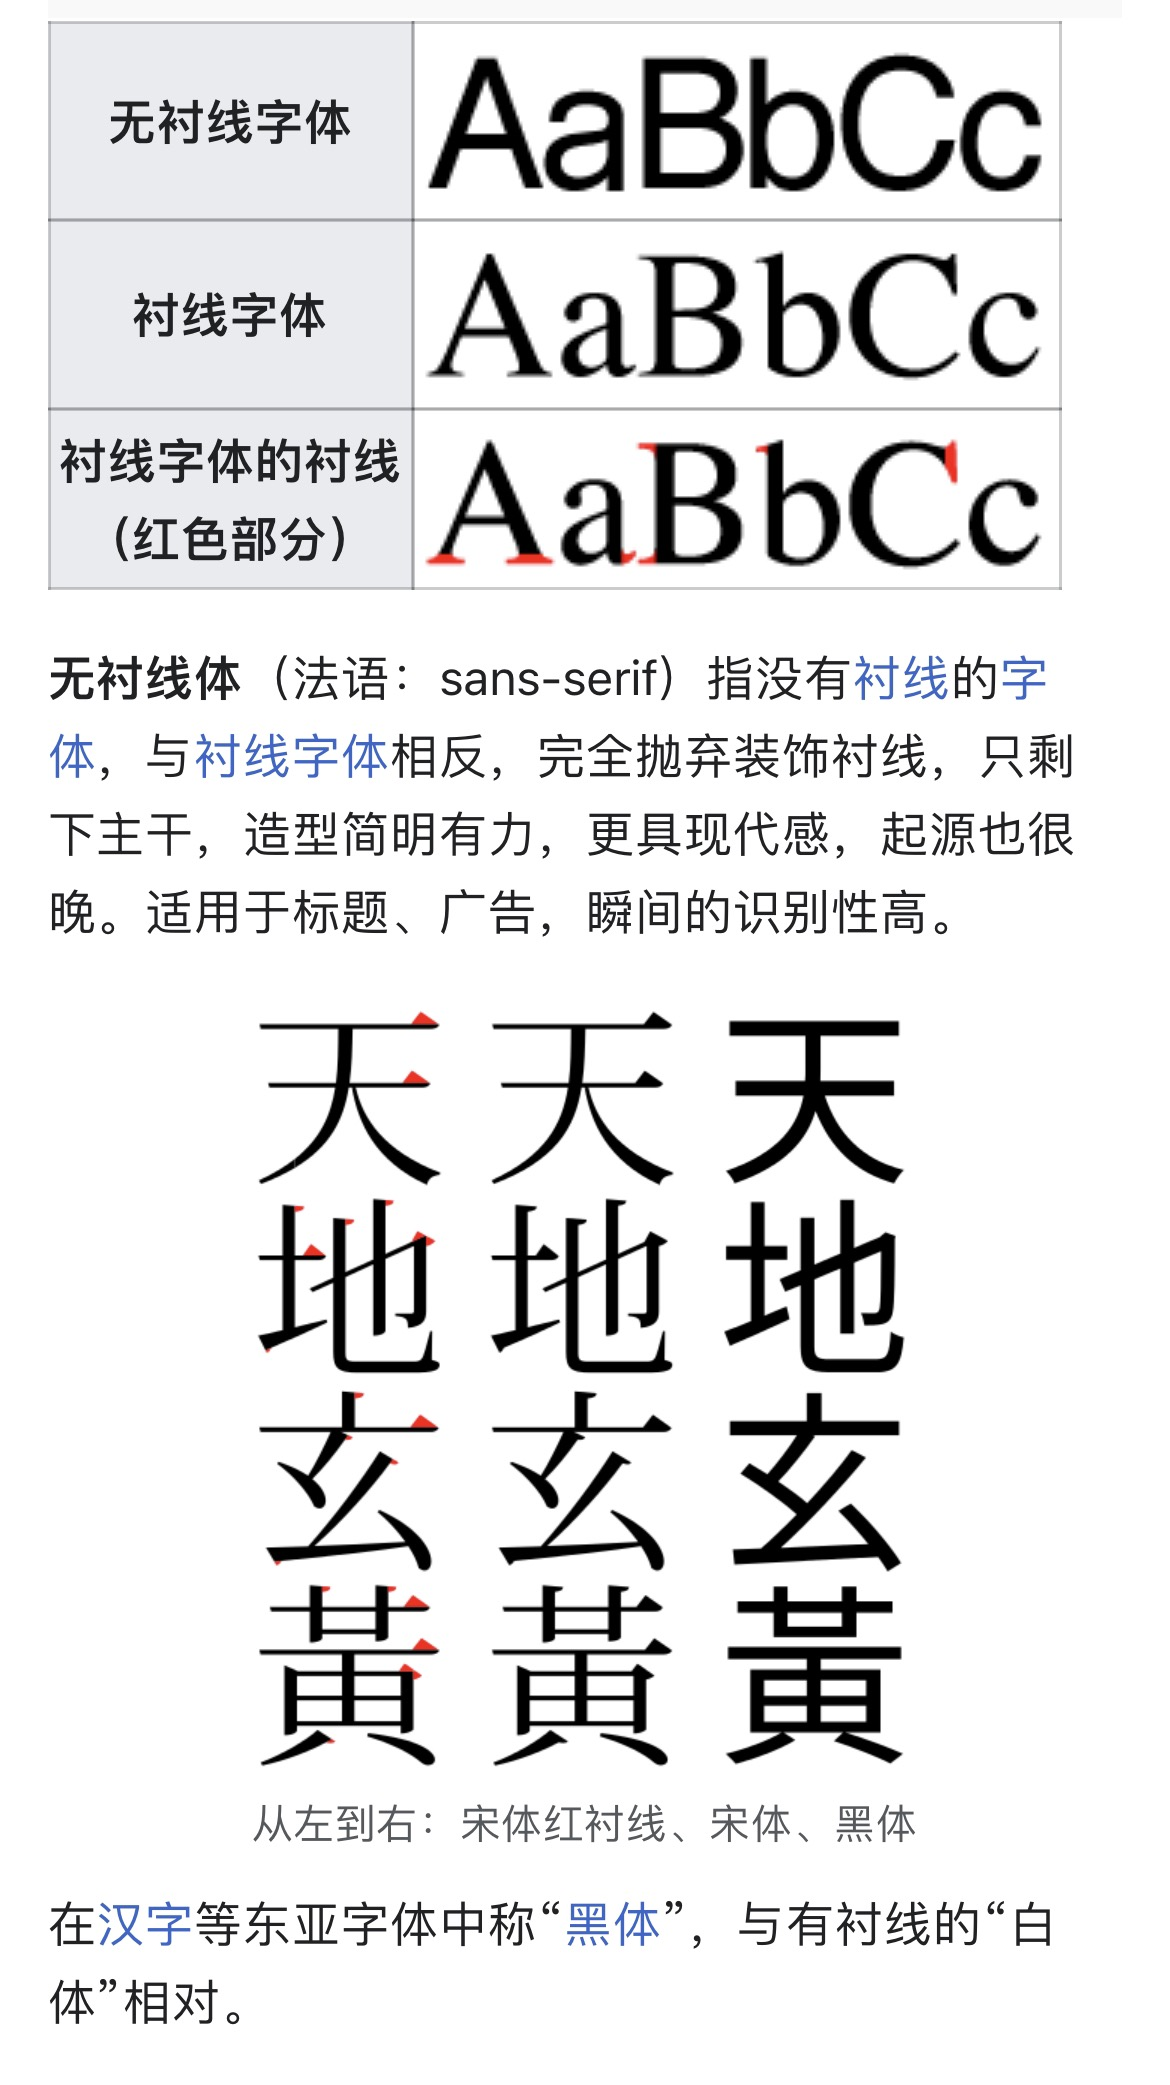 无衬线字体
AaBbCc
衬线字体
AaBbCc
衬线字体的衬线
（红色部分）
AaBbCc
无衬线体（法语：sans-serif）指没有衬线的字
体，与衬线字体相反，完全抛弃装饰衬线，只剩
下主干，造型简明有力，更具现代感，起源也很
晚。适用于标题、广告，瞬间的识别性高。
天 天 天
地 地 地
玄 玄 玄
黃 黃 黃
从左到右：宋体红衬线、宋体、黑体
在汉字等东亚字体中称“黑体”，与有衬线的“白
体”相对。